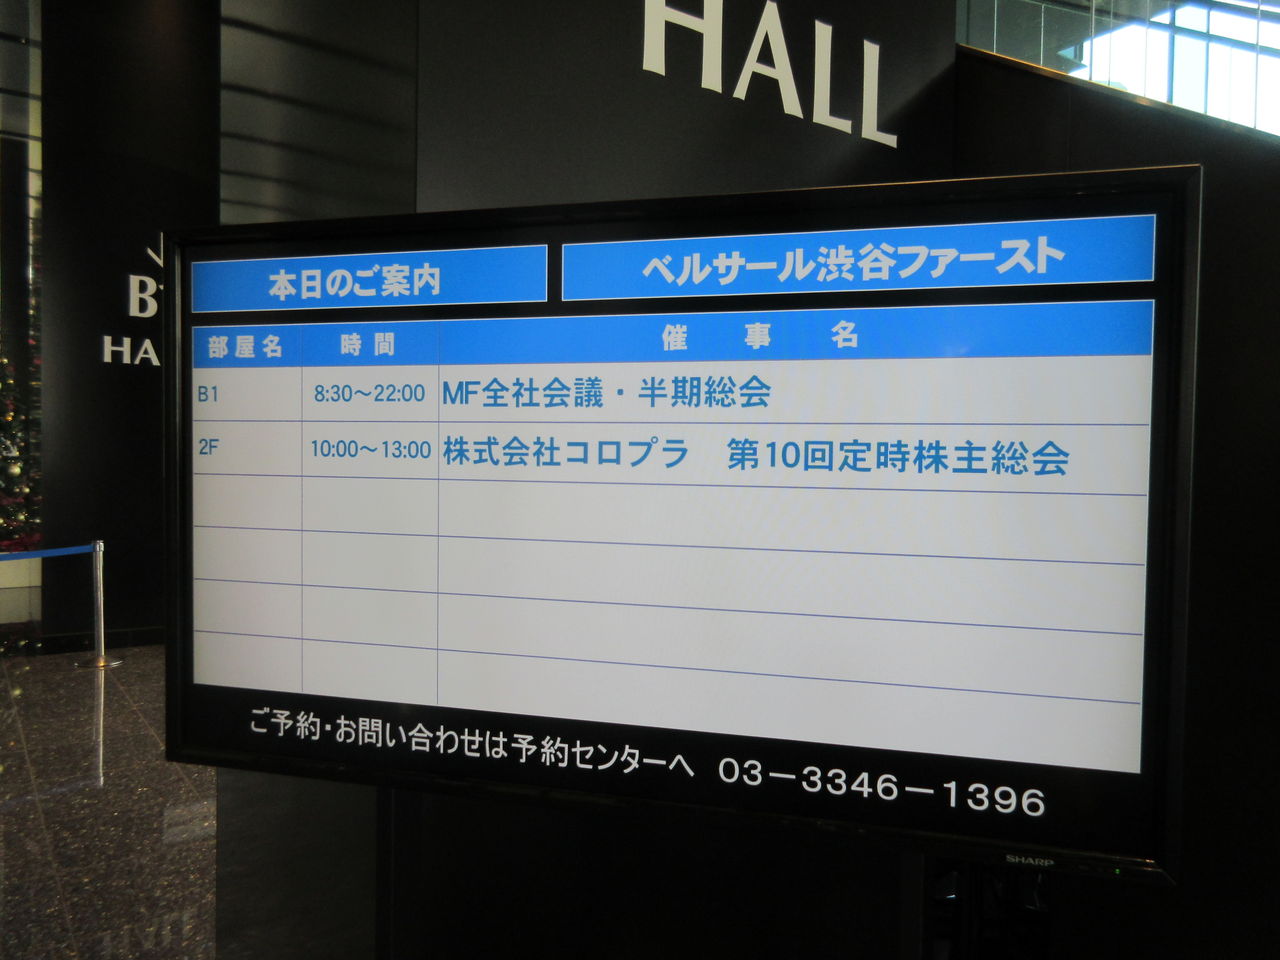 HALL
B1
HA
本日のご案内
ベルサール渋谷ファースト
部屋名 時間 催事名
B1 8:30～22:00 MF全社会議・半期総会
2F 10:00～13:00 株式会社コロプラ 第10回定時株主総会
ご予約・お問い合わせは予約センターへ 03－3346－1396
SHARP